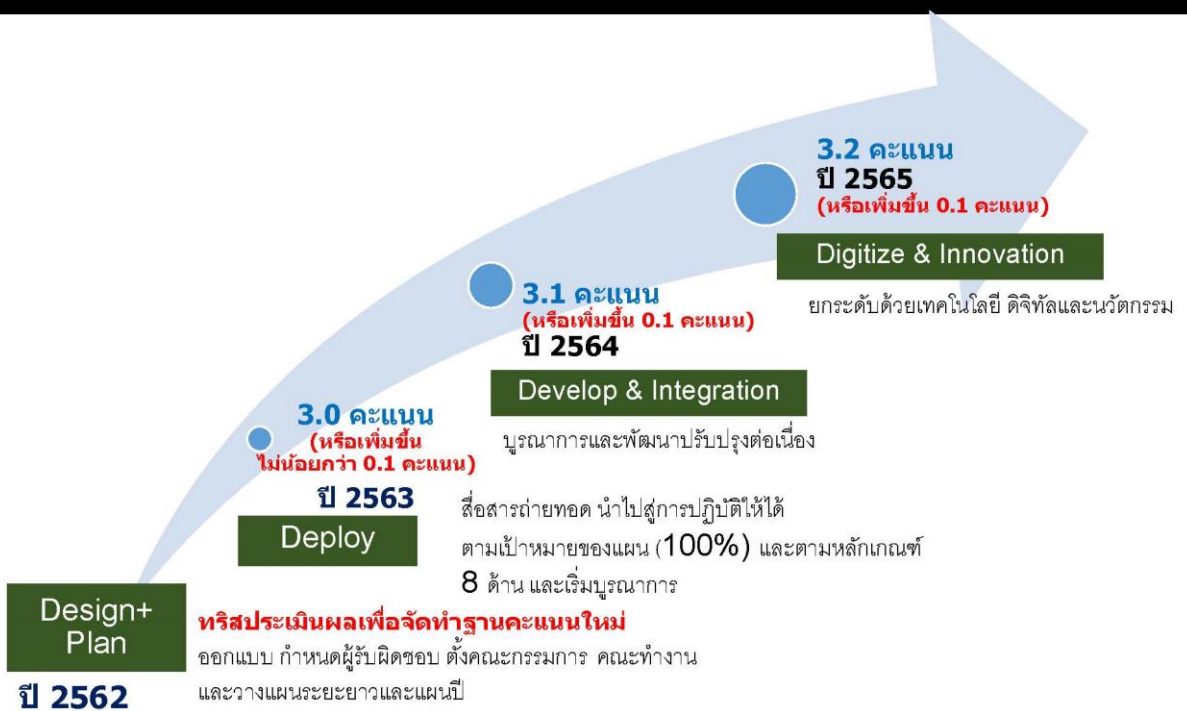 3.2 คะแนน
ปี 2565
(หรือเพิ่มขึ้น 0.1 คะแนน)
Digitize & Innovation
ยกระดับด้วยเทคโนโลยี ดิจิทัลและนวัตกรรม
3.1 คะแนน
(หรือเพิ่มขึ้น 0.1 คะแนน)
ปี 2564
Develop & Integration
บูรณาการและพัฒนาปรับปรุงต่อเนื่อง
3.0 คะแนน
(หรือเพิ่มขึ้น
ไม่น้อยกว่า 0.1 คะแนน)
ปี 2563
Deploy
สื่อสารถ่ายทอด นำไปสู่การปฏิบัติให้ได้
ตามเป้าหมายของแผน (100%) และตามหลักเกณฑ์
8 ด้าน และเริ่มบูรณาการ
Design+
Plan
ปี 2562
ทริสประเมินผลเพื่อจัดทำฐานคะแนนใหม่
ออกแบบ กำหนดผู้รับผิดชอบ ตั้งคณะกรรมการ คณะทำงาน
และวางแผนระยะยาวและแผนปี